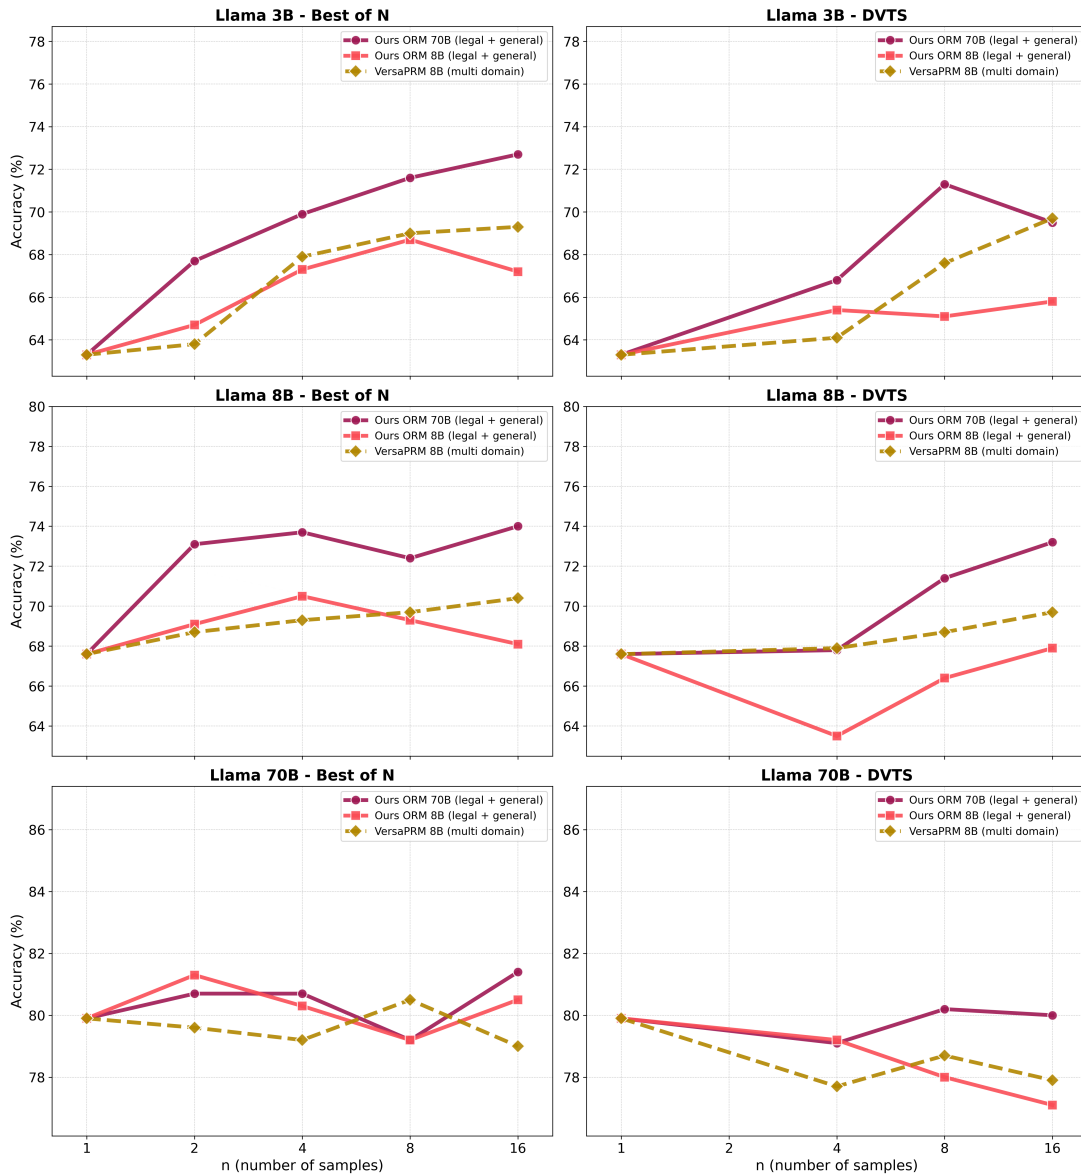 Llama 3B - Best of N
78
76
74
72
70
68
66
64
Accuracy (%)
Ours ORM 70B (legal + general)
Ours ORM 8B (legal + general)
VersaPRM 8B (multi domain)
Llama 3B - DVTS
78
76
74
72
70
68
66
64
Ours ORM 70B (legal + general)
Ours ORM 8B (legal + general)
VersaPRM 8B (multi domain)
Llama 8B - Best of N
80
78
76
74
72
70
68
66
64
Accuracy (%)
Ours ORM 70B (legal + general)
Ours ORM 8B (legal + general)
VersaPRM 8B (multi domain)
Llama 8B - DVTS
80
78
76
74
72
70
68
66
64
Ours ORM 70B (legal + general)
Ours ORM 8B (legal + general)
VersaPRM 8B (multi domain)
Llama 70B - Best of N
86
84
82
80
78
Accuracy (%)
Ours ORM 70B (legal + general)
Ours ORM 8B (legal + general)
VersaPRM 8B (multi domain)
1 2 4 8 16
n (number of samples)
Llama 70B - DVTS
86
84
82
80
78
Ours ORM 70B (legal + general)
Ours ORM 8B (legal + general)
VersaPRM 8B (multi domain)
1 2 4 8 16
n (number of samples)